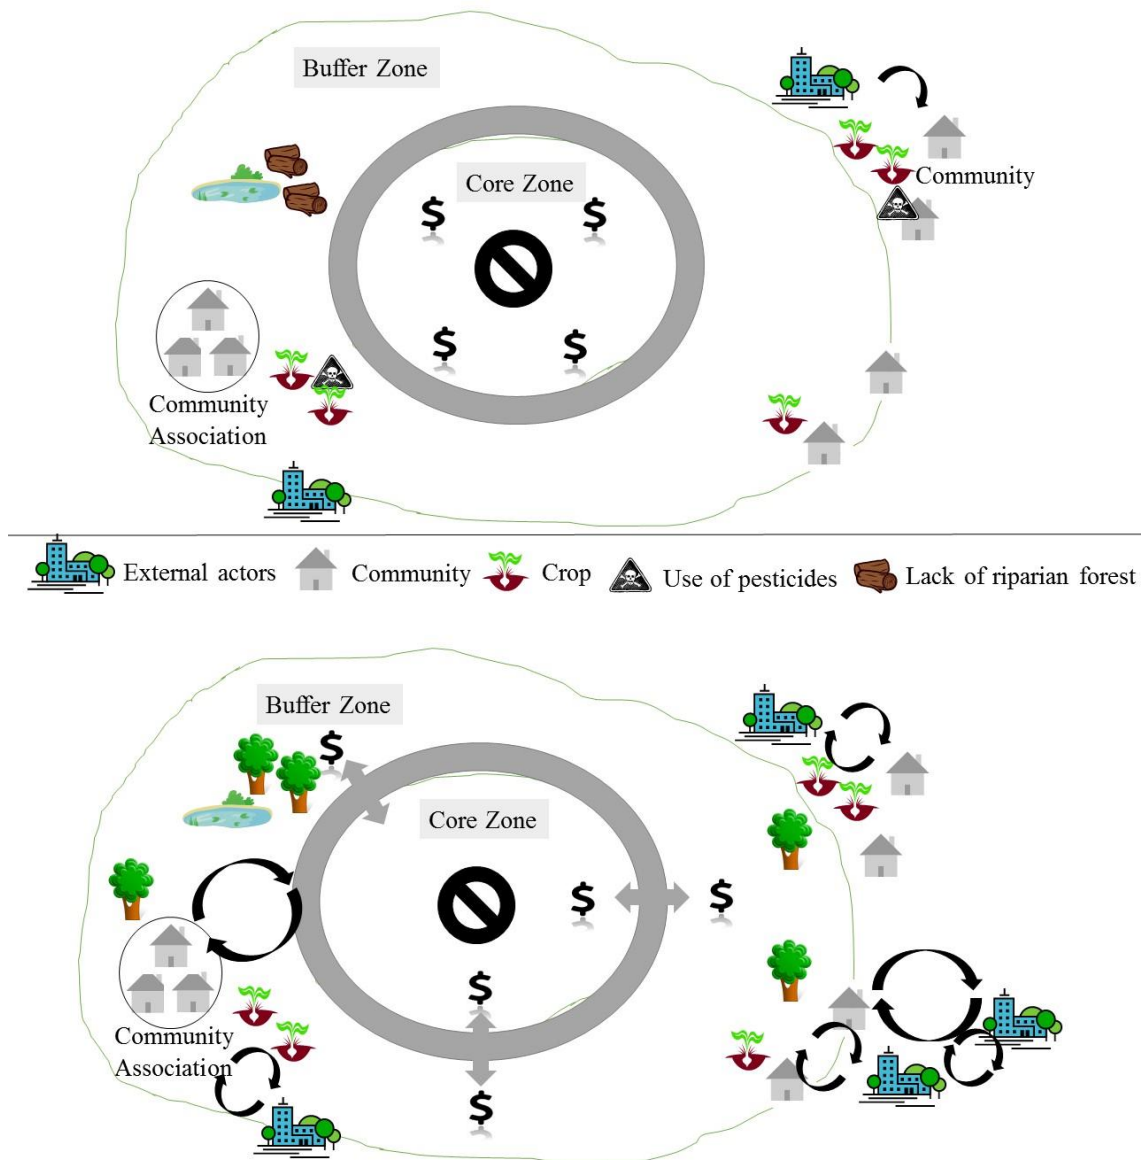 Buffer Zone
Core Zone
$ $
Community
$ $
Community
Association
External actors Community Crop Use of pesticides Lack of riparian forest
Buffer Zone
$
Core Zone
$ $
$
Community
Association
$